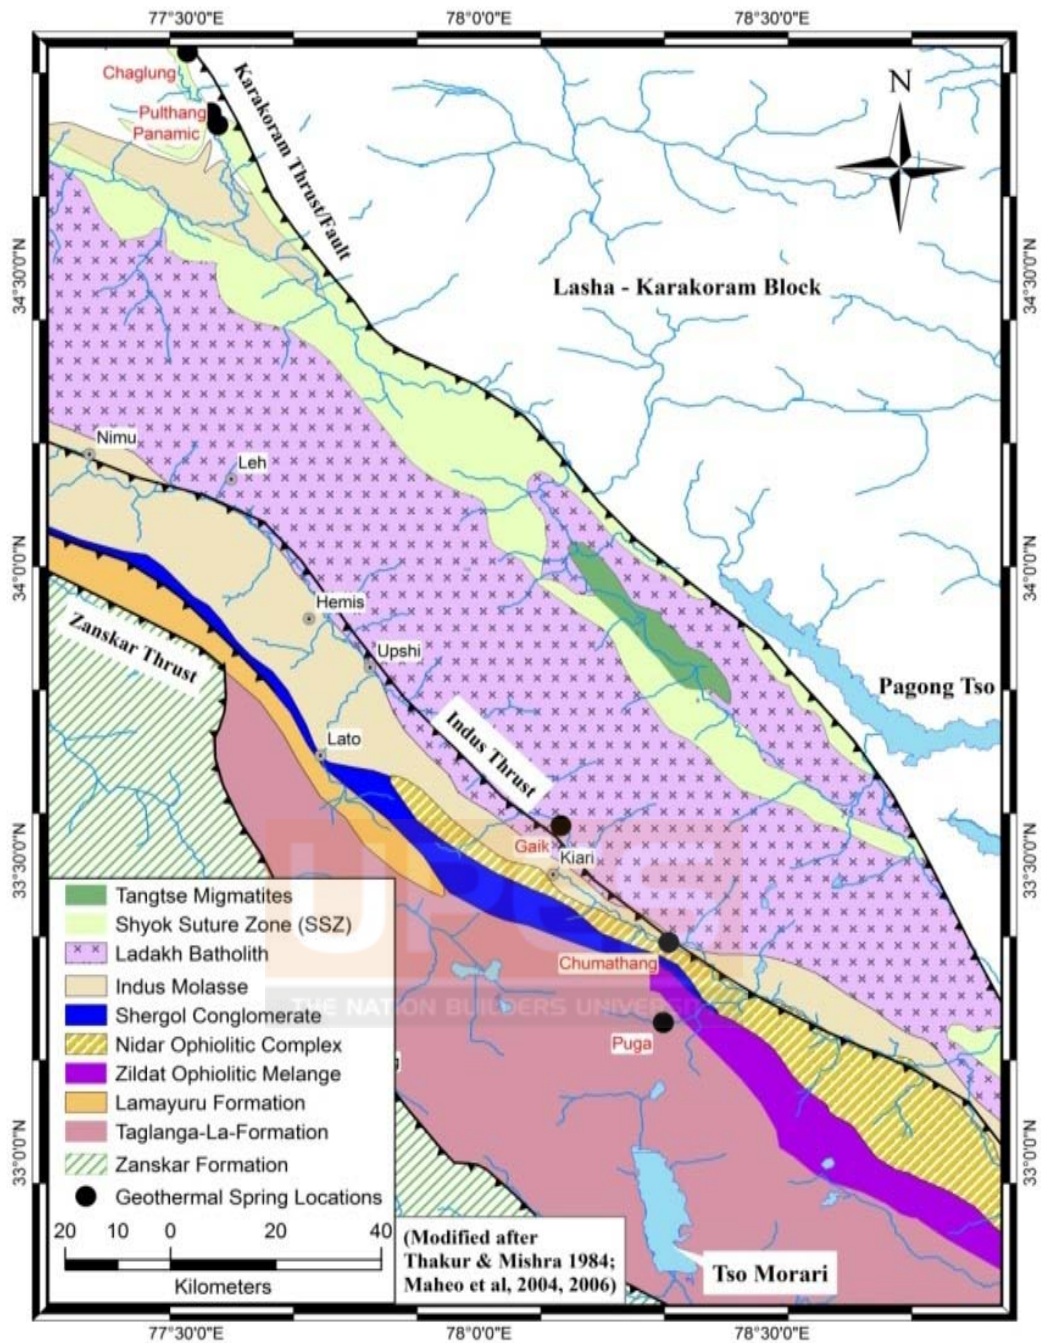 77°30'0"E
78°0'0"E
78°30'0"E
Chaglung
Pulthang
Panamic
Karakoram Thrust/Fault
N
34°30'0"N
34°30'0"N
Lasha - Karakoram Block
Nimu
Leh
34°0'0"N
34°0'0"N
Hemis
Zanskar Thrust
Upshi
Pagong Tso
Lato
Indus Thrust
Gaik
Kiari
33°30'0"N
33°30'0"N
UPES
Chumathang
THE NATION BUILDERS UNIVERSITY
Puga
Tangtse Migmatites
Shyok Suture Zone (SSZ)
Ladakh Batholith
Indus Molasse
Shergol Conglomerate
Nidar Ophiolitic Complex
Zildat Ophiolitic Melange
Lamayuru Formation
Taglanga-La-Formation
Zanskar Formation
Geothermal Spring Locations
33°0'0"N
33°0'0"N
20 10 0 20 40
Kilometers
(Modified after
Thakur & Mishra 1984;
Maheo et al, 2004, 2006)
Tso Morari
77°30'0"E
78°0'0"E
78°30'0"E